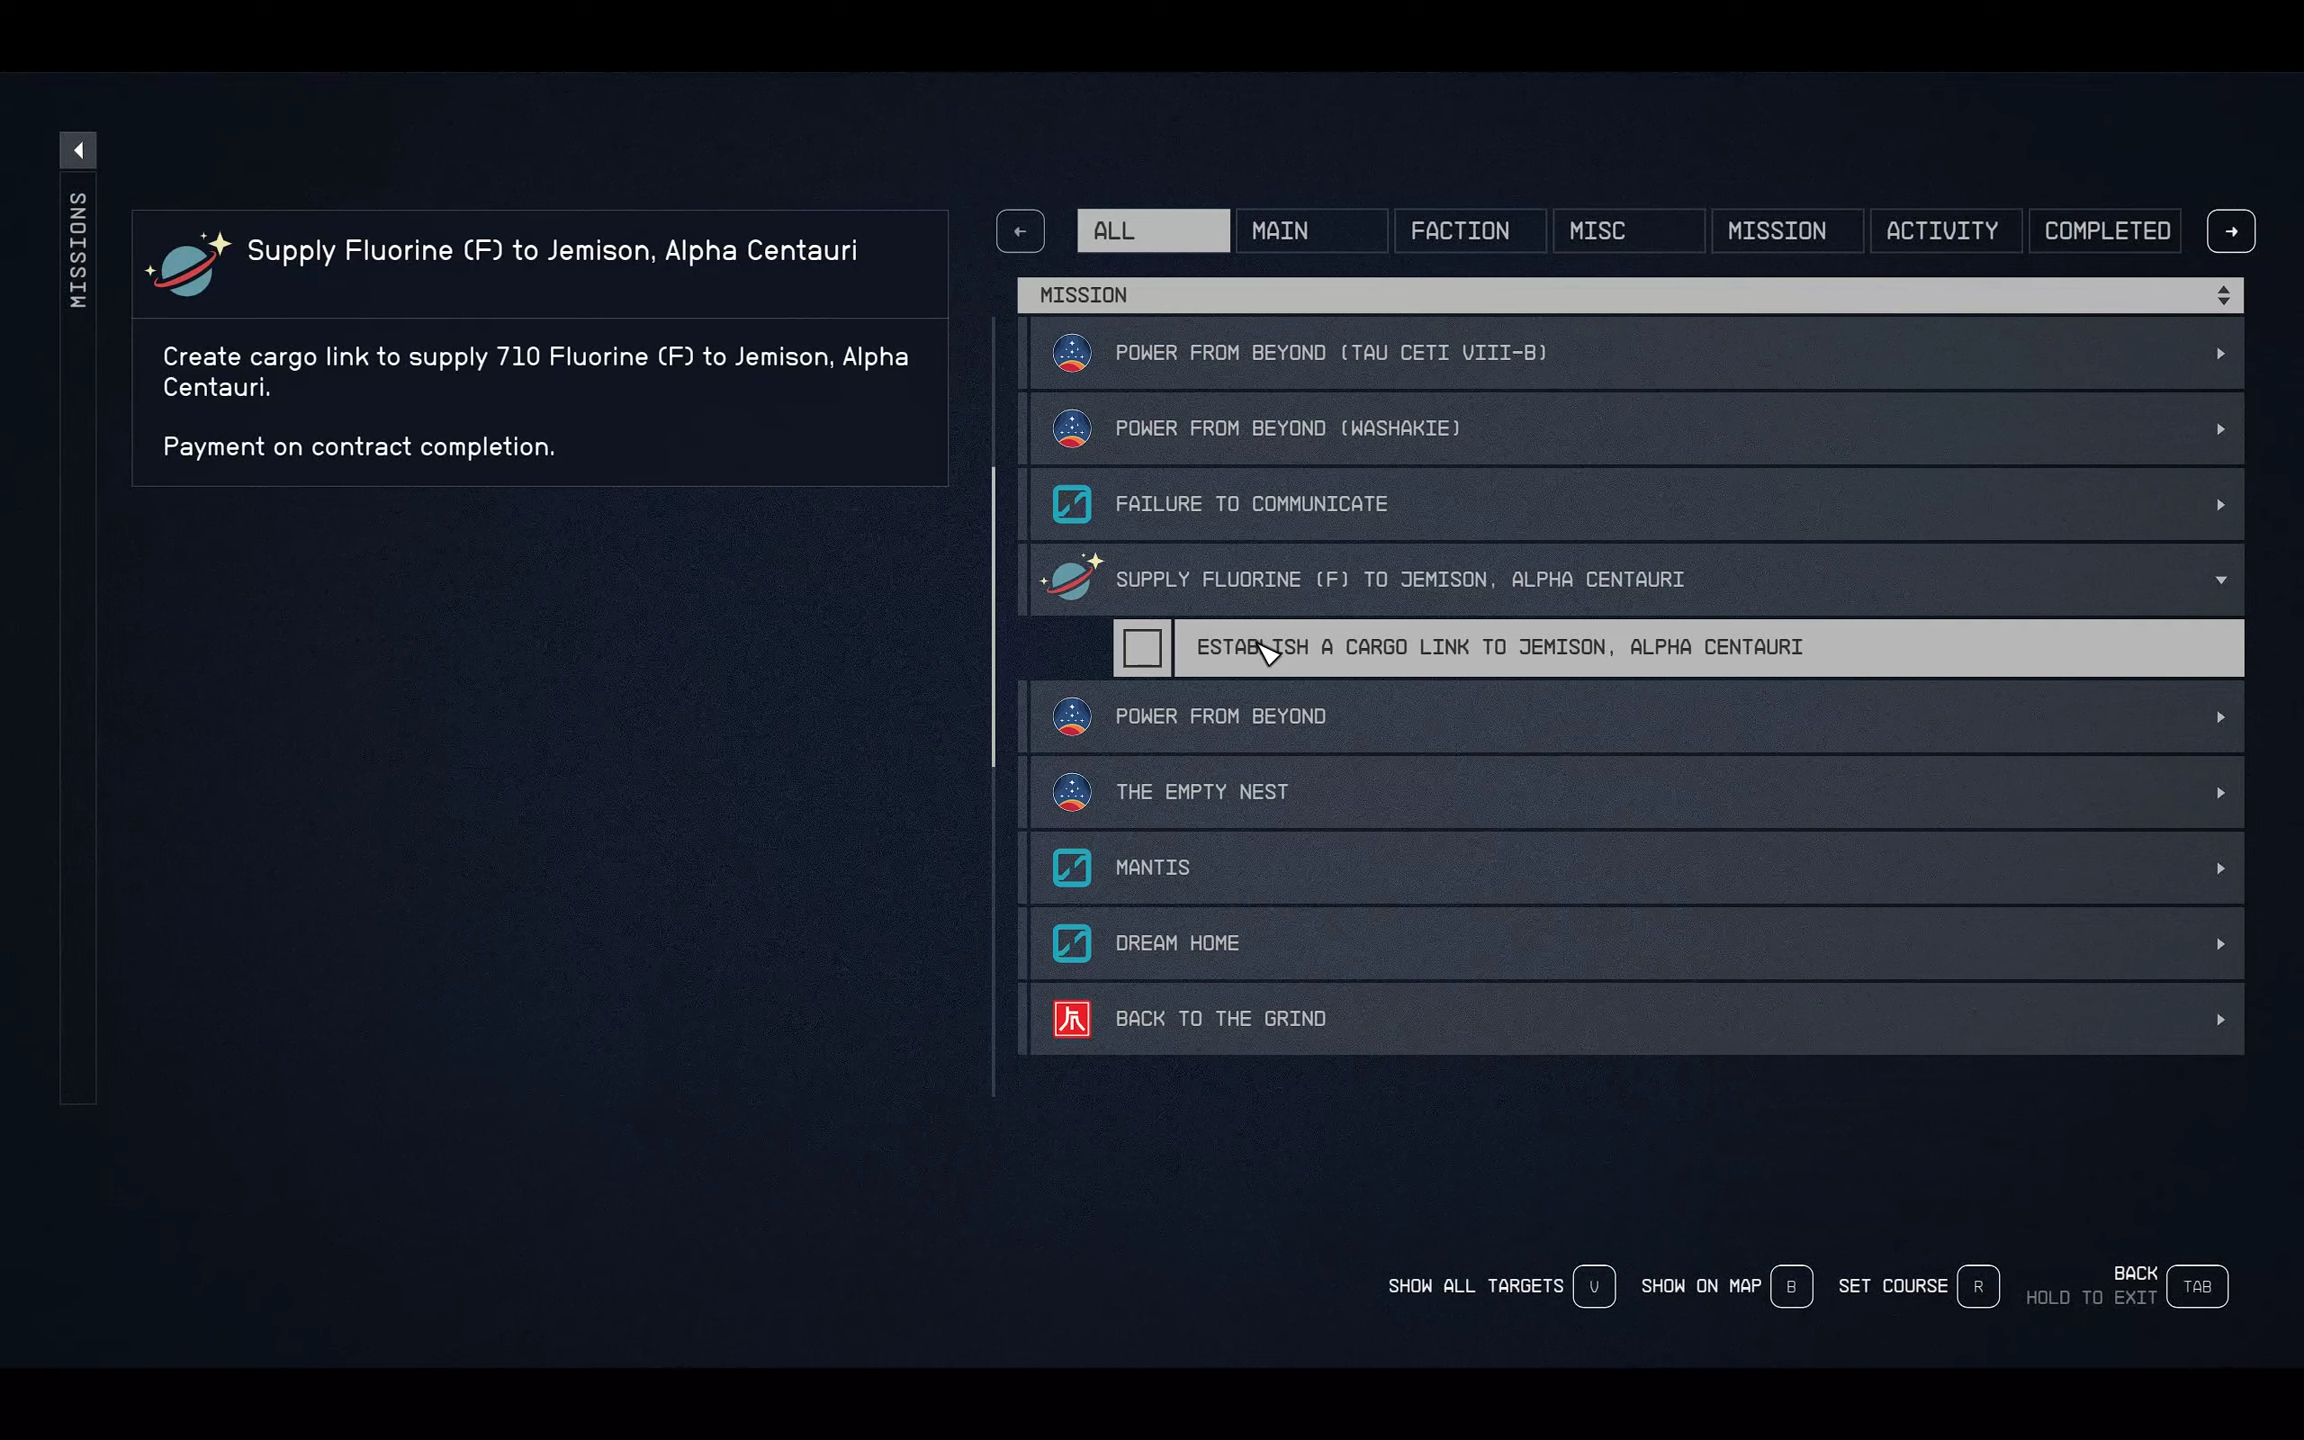 MISSIONS
Supply Fluorine (F) to Jemison, Alpha Centauri
Create cargo link to supply 710 Fluorine (F) to Jemison, Alpha
Centauri.
Payment on contract completion.
ALL MAIN FACTION MISC MISSION ACTIVITY COMPLETED
MISSION
POWER FROM BEYOND (TAU CETI VIII-B)
POWER FROM BEYOND (WASHAKIE)
FAILURE TO COMMUNICATE
SUPPLY FLUORINE (F) TO JEMISON, ALPHA CENTAURI
ESTABLISH A CARGO LINK TO JEMISON, ALPHA CENTAURI
POWER FROM BEYOND
THE EMPTY NEST
MANTIS
DREAM HOME
BACK TO THE GRIND
SHOW ALL TARGETS V SHOW ON MAP B SET COURSE R BACK TAB
HOLD TO EXIT